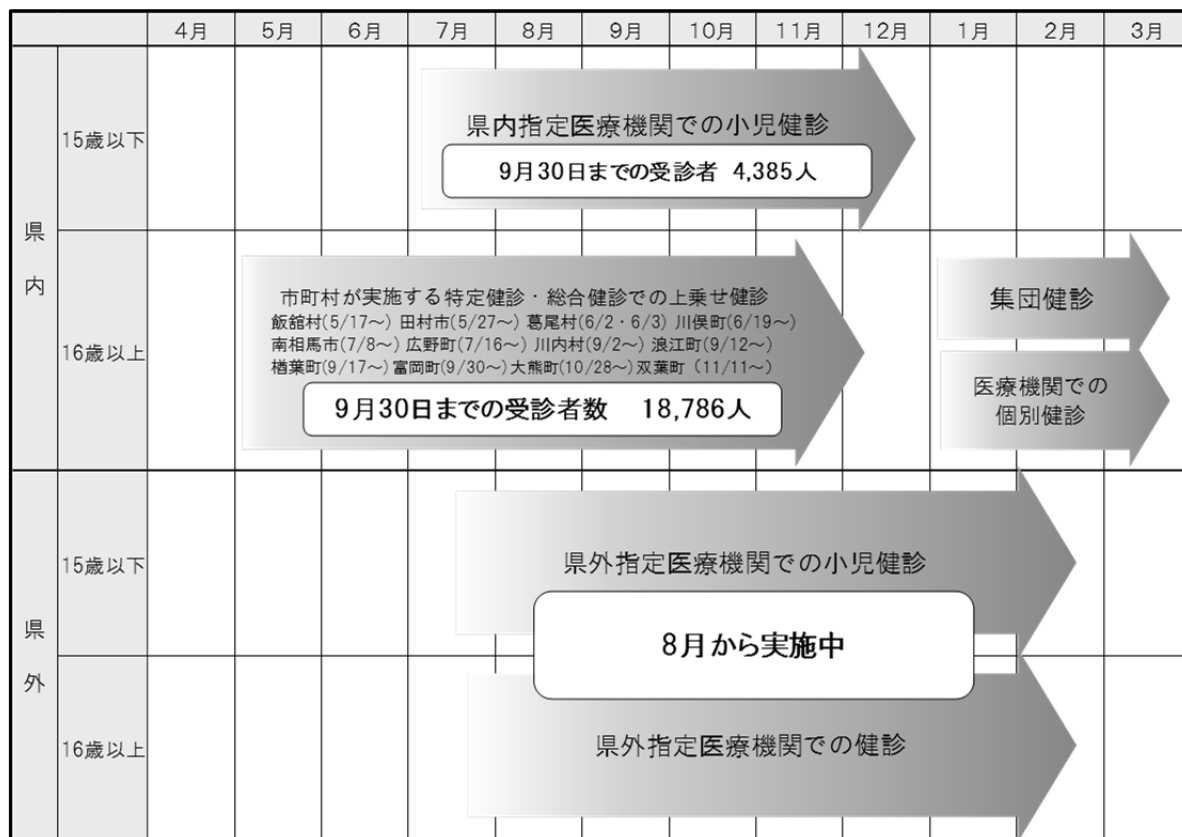 4月 5月 6月 7月 8月 9月 10月 11月 12月 1月 2月 3月
県内
15歳以下
県内指定医療機関での小児健診
9月30日までの受診者 4,385人
16歳以上
市町村が実施する特定健診・総合健診での上乗せ健診
飯舘村(5/17～) 田村市(5/27～) 葛尾村(6/2・6/3) 川俣町(6/19～)
南相馬市(7/8～) 広野町(7/16～) 川内村(9/2～) 浪江町(9/12～)
楢葉町(9/17～) 富岡町(9/30～) 大熊町(10/28～) 双葉町 (11/11～)
9月30日までの受診者数 18,786人
集団健診
医療機関での
個別健診
県外
15歳以下
県外指定医療機関での小児健診
8月から実施中
16歳以上
県外指定医療機関での健診